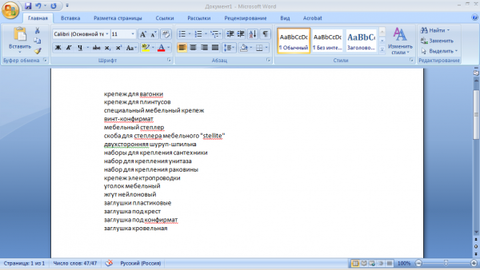 Документ1 - Microsoft Word
Главная Вставка Разметка страницы Ссылки Рассылки Рецензирование Вид Acrobat
Вставить
Calibri (Основной те 11
Ж К Ч
АаБбВвГг АаБбВвГг АаБбВ
¶ Обычный ¶ Без инте... Заголово...
Изменить стили
Найти
Заменить
Выделить
Буфер обмена Шрифт Абзац Стили Редактирование
крепеж для вагонки
крепеж для плинтусов
специальный мебельный крепеж
винт-конфирмат
мебельный степлер
скоба для степлера мебельного "stellite"
двухсторонняя шуруп-шпилька
наборы для крепления сантехники
набор для крепления унитаза
набор для крепления раковины
крепеж электропроводки
уголок мебельный
жгут нейлоновый
заглушки пластиковые
заглушка под крест
заглушка под конфирмат
заглушка кровельная
Страница: 1 из 1 Число слов: 47/47 Русский (Россия) 100%